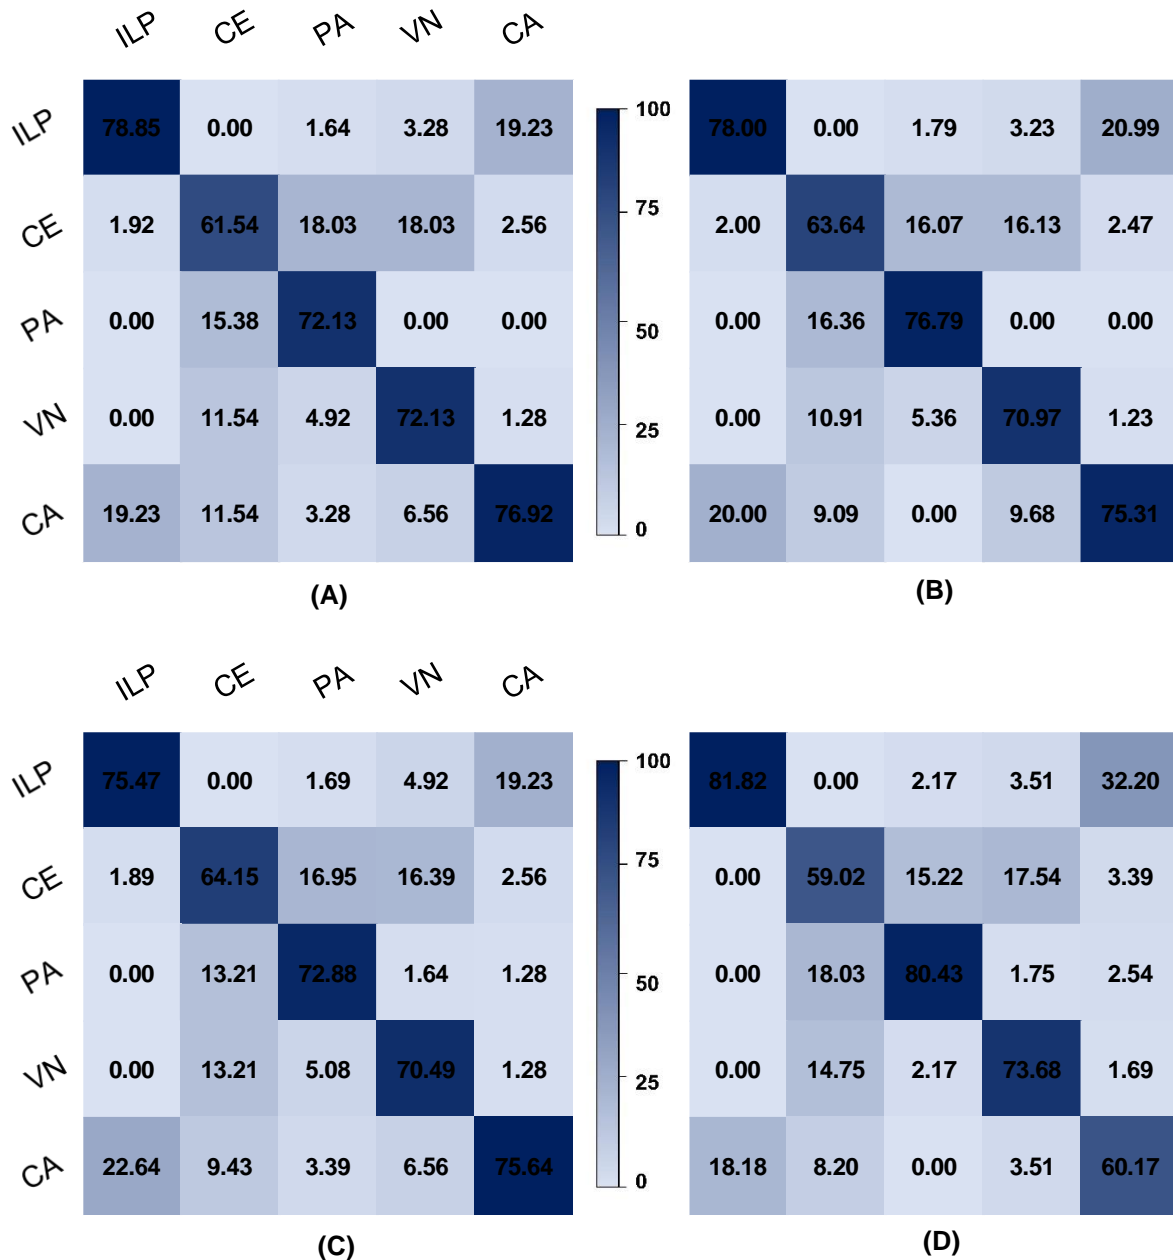 ILP CE PA VN CA
ILP 78.85 0.00 1.64 3.28 19.23 100 78.00 0.00 1.79 3.23 20.99
CE 1.92 61.54 18.03 18.03 2.56 75 2.00 63.64 16.07 16.13 2.47
PA 0.00 15.38 72.13 0.00 0.00 50 0.00 16.36 76.79 0.00 0.00
VN 0.00 11.54 4.92 72.13 1.28 25 0.00 10.91 5.36 70.97 1.23
CA 19.23 11.54 3.28 6.56 76.92 0 20.00 9.09 0.00 9.68 75.31
(A) (B)
ILP CE PA VN CA
ILP 75.47 0.00 1.69 4.92 19.23 100 81.82 0.00 2.17 3.51 32.20
CE 1.89 64.15 16.95 16.39 2.56 75 0.00 59.02 15.22 17.54 3.39
PA 0.00 13.21 72.88 1.64 1.28 50 0.00 18.03 80.43 1.75 2.54
VN 0.00 13.21 5.08 70.49 1.28 25 0.00 14.75 2.17 73.68 1.69
CA 22.64 9.43 3.39 6.56 75.64 0 18.18 8.20 0.00 3.51 60.17
(C) (D)